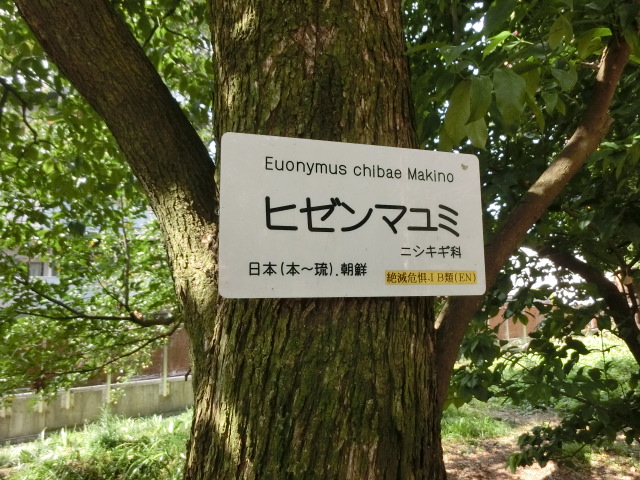 Euonymus chibae Makino
ヒゼンマユミ
ニシキギ科
日本(本～琉).朝鮮
絶滅危惧ⅠB類(EN)